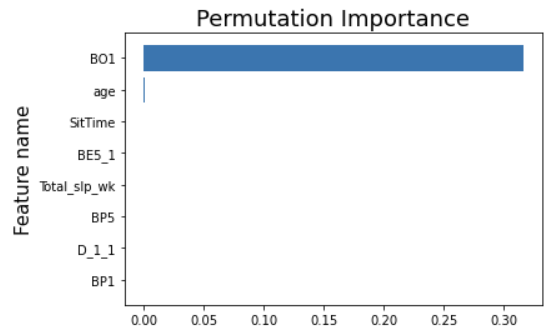 Permutation Importance
Feature name
BO1
age
SitTime
BE5_1
Total_slp_wk
BP5
D_1_1
BP1
0.00 0.05 0.10 0.15 0.20 0.25 0.30